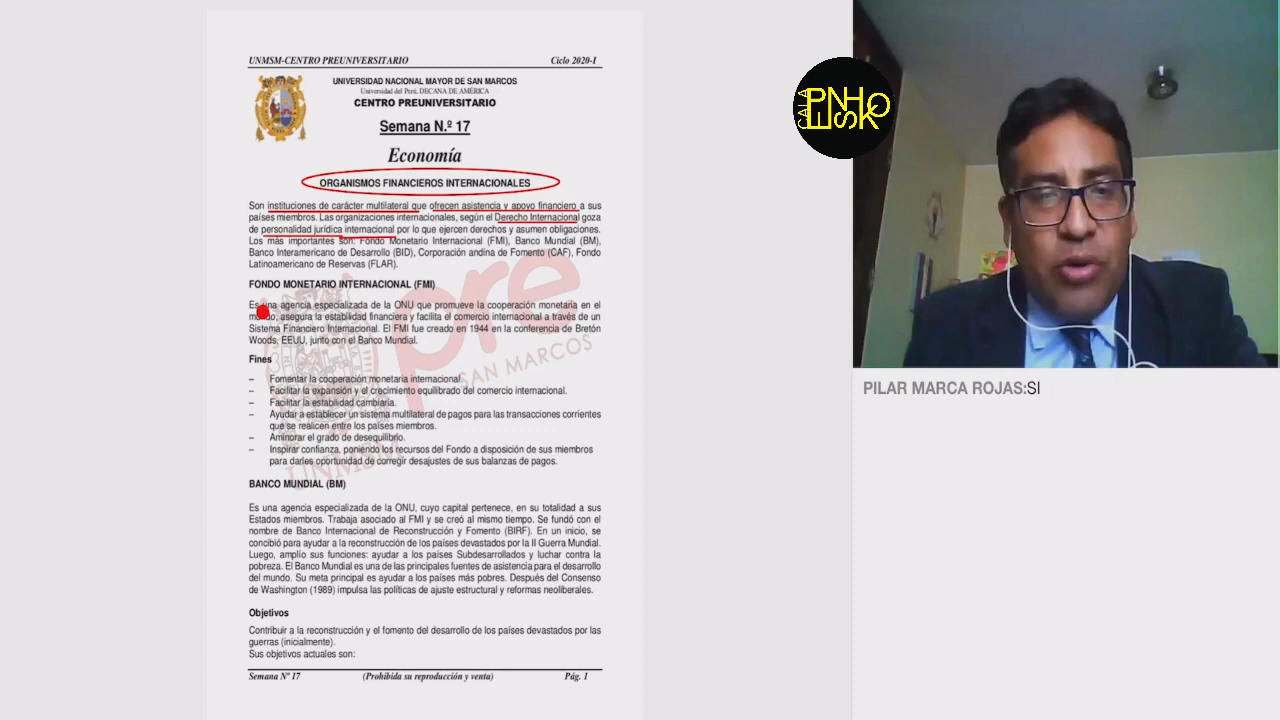 UNMSM-CENTRO PREUNIVERSITARIO Ciclo 2020-I
UNIVERSIDAD NACIONAL MAYOR DE SAN MARCOS
Universidad del Perú. DECANA DE AMÉRICA
CENTRO PREUNIVERSITARIO
Semana N.º 17
Economía
ORGANISMOS FINANCIEROS INTERNACIONALES
Son instituciones de carácter multilateral que ofrecen asistencia y apoyo financiero a sus
países miembros. Las organizaciones internacionales, según el Derecho Internacional goza
de personalidad jurídica internacional por lo que ejercen derechos y asumen obligaciones.
Los más importantes son: Fondo Monetario Internacional (FMI), Banco Mundial (BM),
Banco Interamericano de Desarrollo (BID), Corporación andina de Fomento (CAF), Fondo
Latinoamericano de Reservas (FLAR).
FONDO MONETARIO INTERNACIONAL (FMI)
Es una agencia especializada de la ONU que promueve la cooperación monetaria en el
mundo, asegura la estabilidad financiera y facilita el comercio internacional a través de un
Sistema Financiero Internacional. El FMI fue creado en 1944 en la conferencia de Bretón
Woods, EEUU, junto con el Banco Mundial.
Fines
– Fomentar la cooperación monetaria internacional.
– Facilitar la expansión y el crecimiento equilibrado del comercio internacional.
– Facilitar la estabilidad cambiaria.
– Ayudar a establecer un sistema multilateral de pagos para las transacciones corrientes
que se realicen entre los países miembros.
– Aminorar el grado de desequilibrio.
– Inspirar confianza, poniendo los recursos del Fondo a disposición de sus miembros
para darles oportunidad de corregir desajustes de sus balanzas de pagos.
BANCO MUNDIAL (BM)
Es una agencia especializada de la ONU, cuyo capital pertenece, en su totalidad a sus
Estados miembros. Trabaja asociado al FMI y se creó al mismo tiempo. Se fundó con el
nombre de Banco Internacional de Reconstrucción y Fomento (BIRF). En un inicio, se
concibió para ayudar a la reconstrucción de los países devastados por la II Guerra Mundial.
Luego, amplio sus funciones: ayudar a los países Subdesarrollados y luchar contra la
pobreza. El Banco Mundial es una de las principales fuentes de asistencia para el desarrollo
del mundo. Su meta principal es ayudar a los países más pobres. Después del Consenso
de Washington (1989) impulsa las políticas de ajuste estructural y reformas neoliberales.
Objetivos
Contribuir a la reconstrucción y el fomento del desarrollo de los países devastados por las
guerras (inicialmente).
Sus objetivos actuales son:
Semana Nº 17 (Prohibida su reproducción y venta) Pág. 1
pre
SAN MARCOS
UNMSM
PILAR MARCA ROJAS:SI